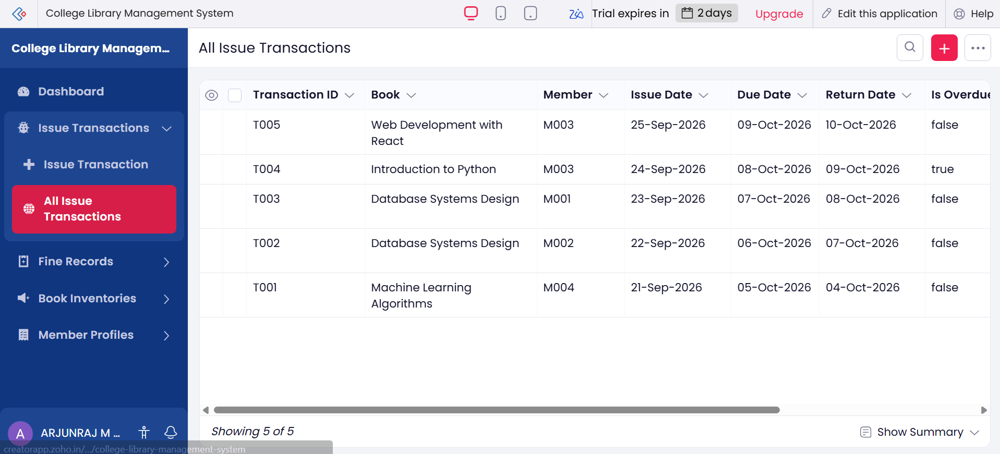 College Library Management System
Trial expires in 2 days
Upgrade
Edit this application
Help
College Library Managem...
Dashboard
Issue Transactions
Issue Transaction
All Issue
Transactions
Fine Records
Book Inventories
Member Profiles
A ARJUNRAJ M ...
creatorapp.zoho.in/.../college-library-management-system
All Issue Transactions
Transaction ID Book Member Issue Date Due Date Return Date Is Overdue
T005 Web Development with M003 25-Sep-2026 09-Oct-2026 10-Oct-2026 false
React
T004 Introduction to Python M003 24-Sep-2026 08-Oct-2026 09-Oct-2026 true
T003 Database Systems Design M001 23-Sep-2026 07-Oct-2026 08-Oct-2026 false
T002 Database Systems Design M002 22-Sep-2026 06-Oct-2026 07-Oct-2026 false
T001 Machine Learning M004 21-Sep-2026 05-Oct-2026 04-Oct-2026 false
Algorithms
Showing 5 of 5
Show Summary